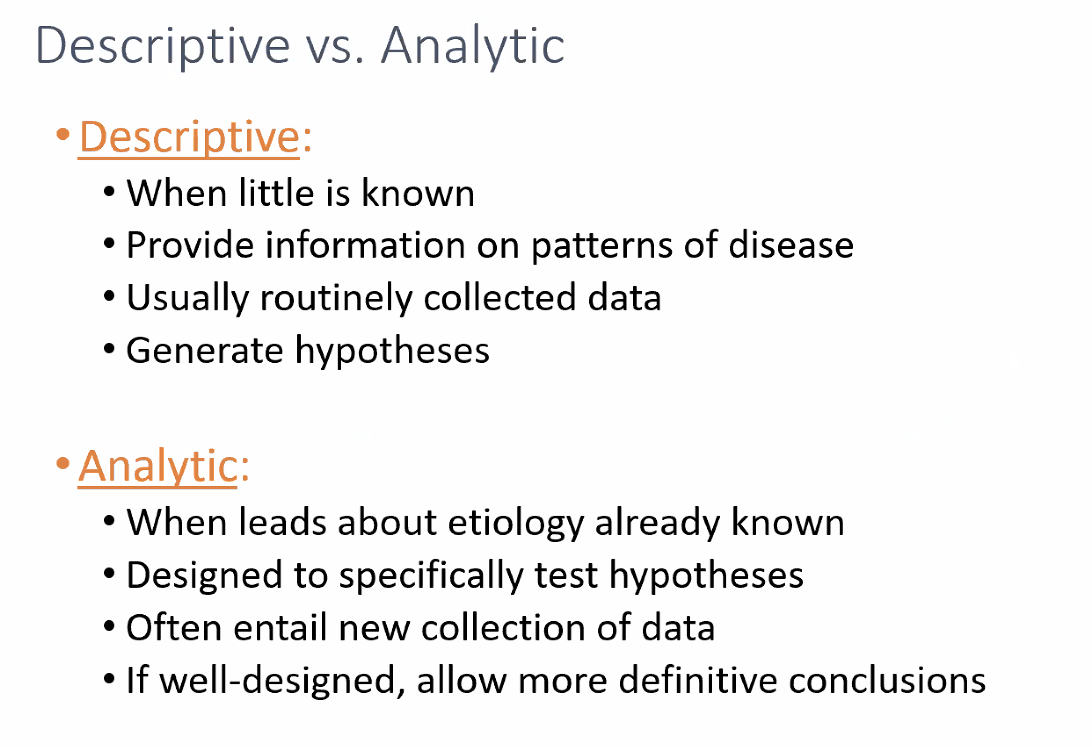 Descriptive vs. Analytic
• Descriptive:
• When little is known
• Provide information on patterns of disease
• Usually routinely collected data
• Generate hypotheses
• Analytic:
• When leads about etiology already known
• Designed to specifically test hypotheses
• Often entail new collection of data
• If well-designed, allow more definitive conclusions